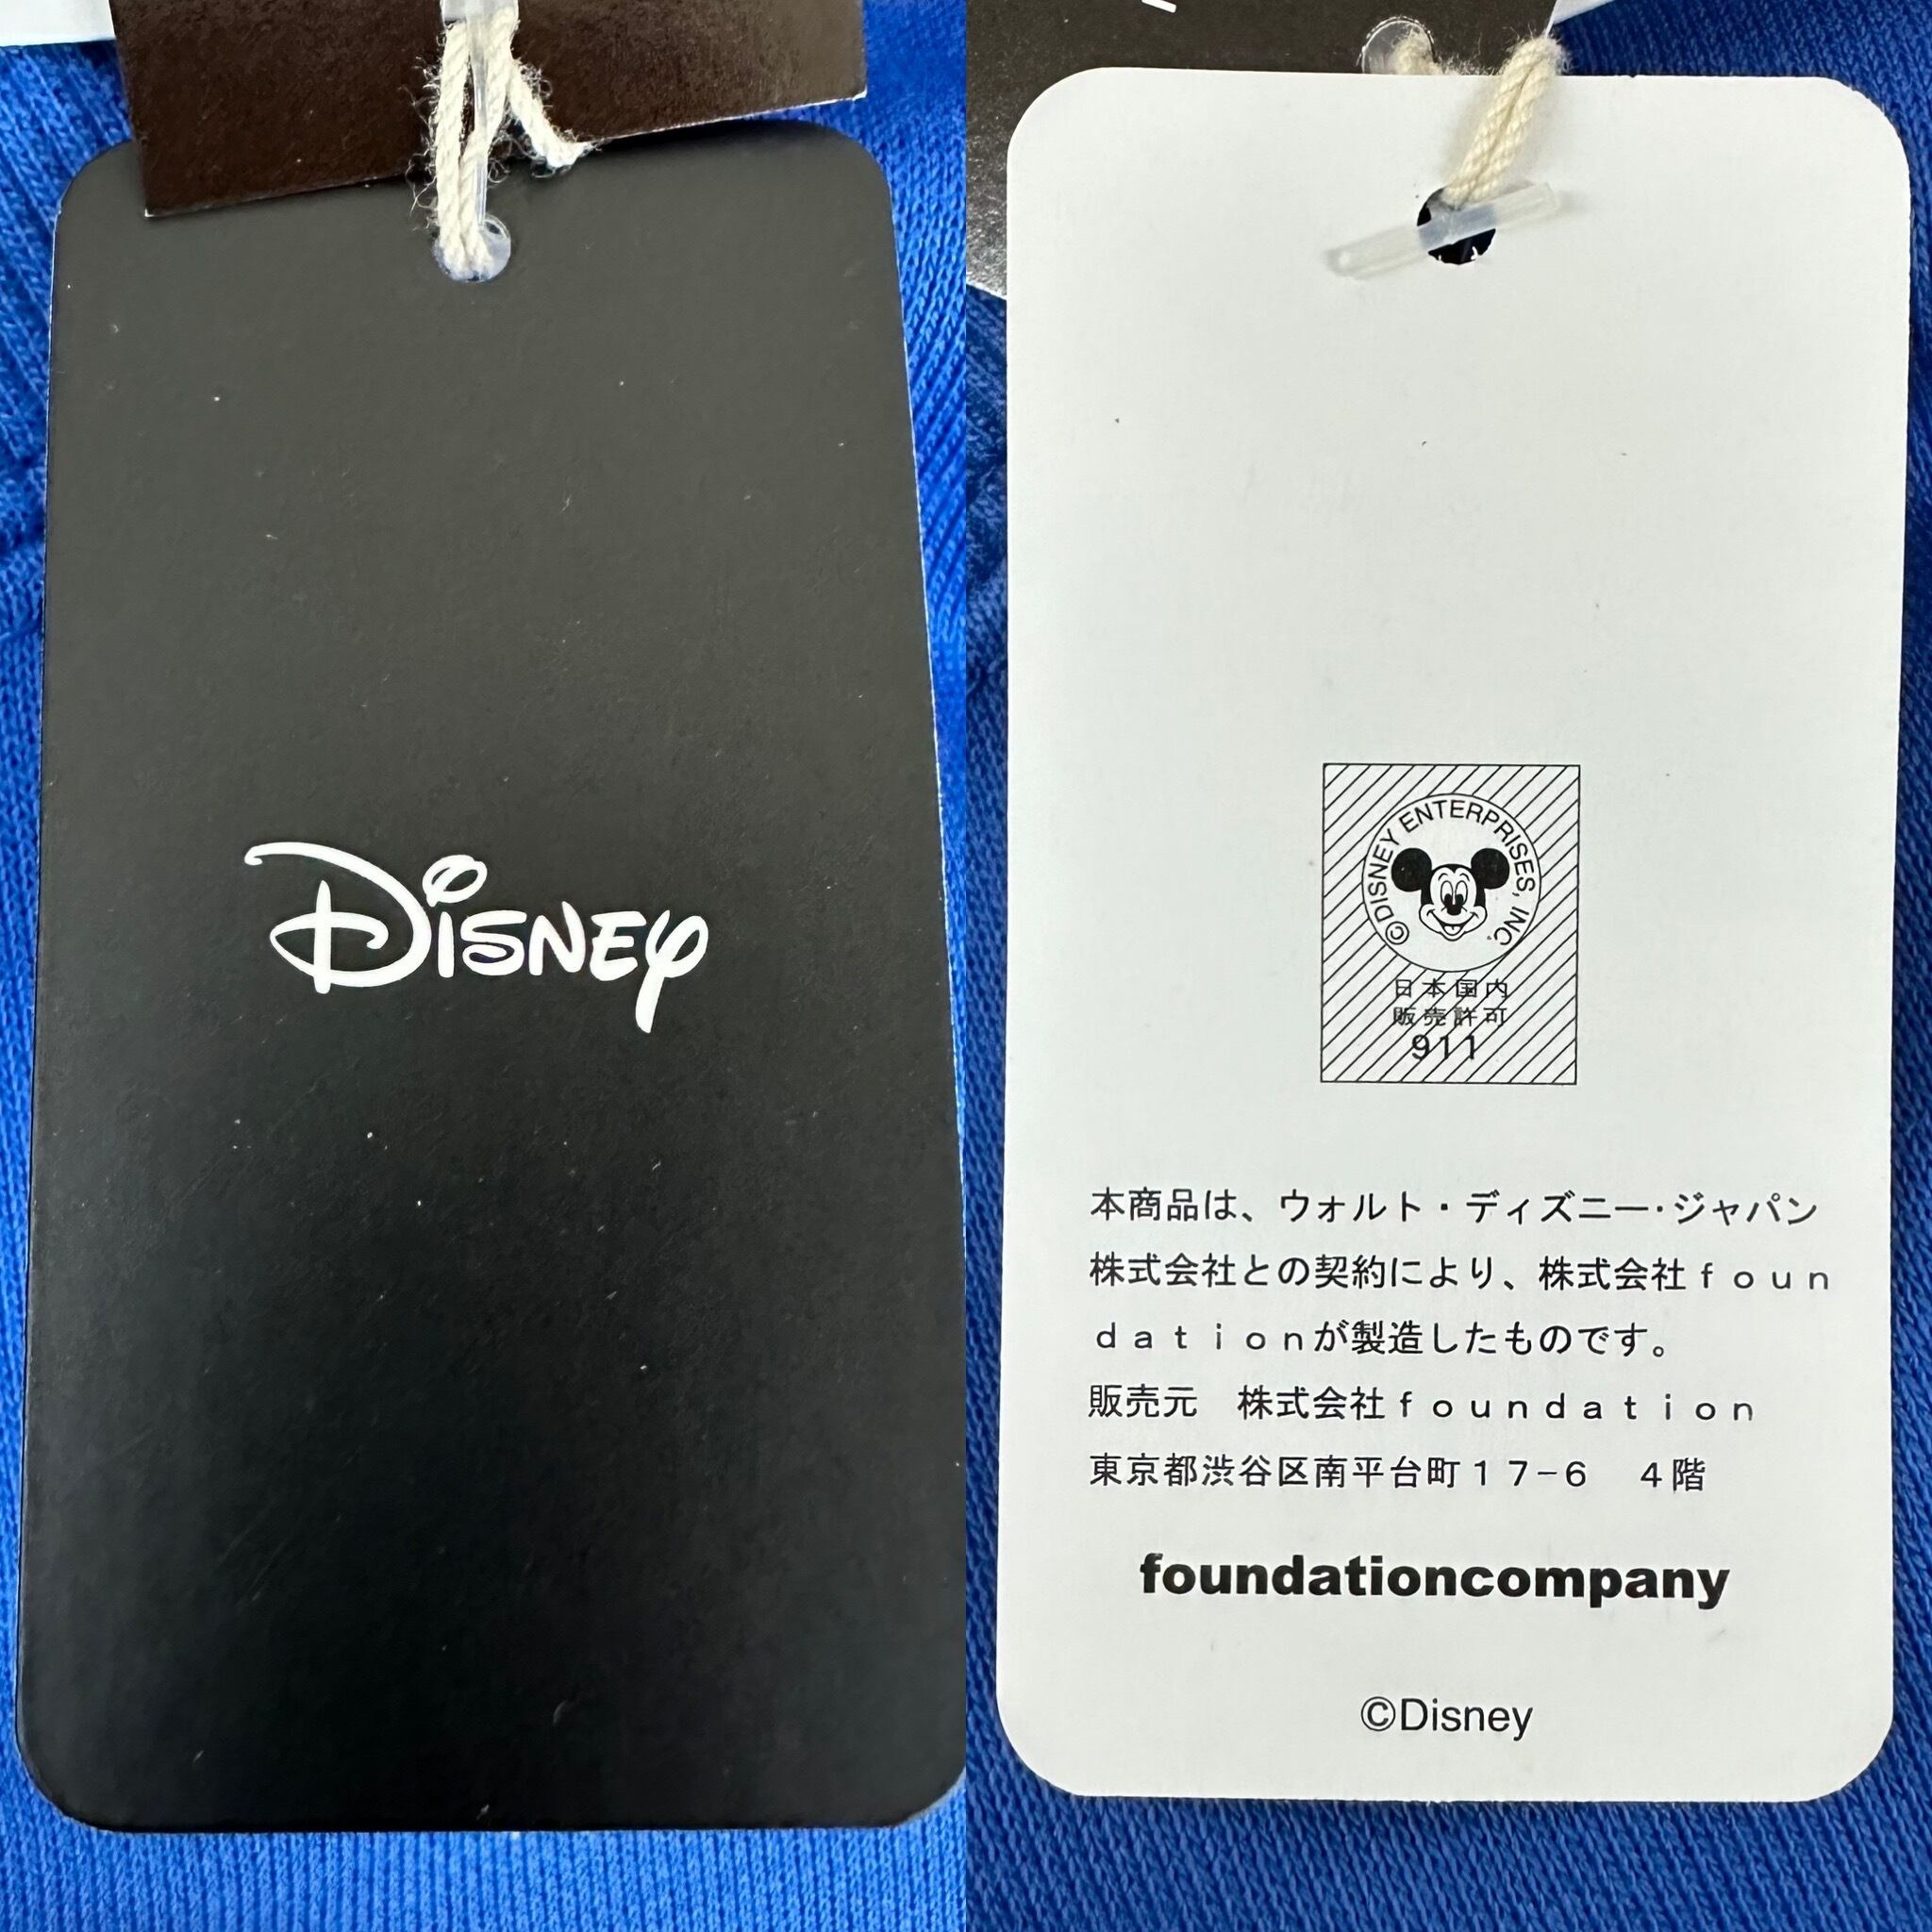 Disney
©DISNEY ENTERPRISES, INC.
日本国内
販売許可
911
本商品は、ウォルト・ディズニー・ジャパン
株式会社との契約により、株式会社ｆｏｕｎ
ｄａｔｉｏｎが製造したものです。
販売元　株式会社ｆｏｕｎｄａｔｉｏｎ
東京都渋谷区南平台町１７−６　４階
foundationcompany
©Disney